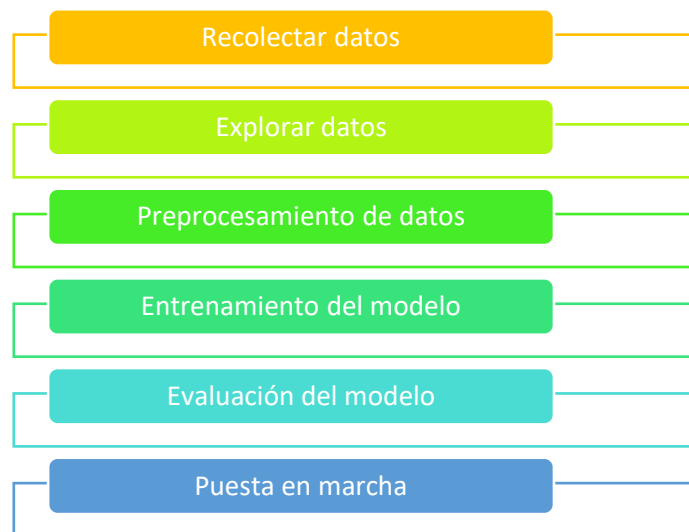 Recolectar datos
Explorar datos
Preprocesamiento de datos
Entrenamiento del modelo
Evaluación del modelo
Puesta en marcha